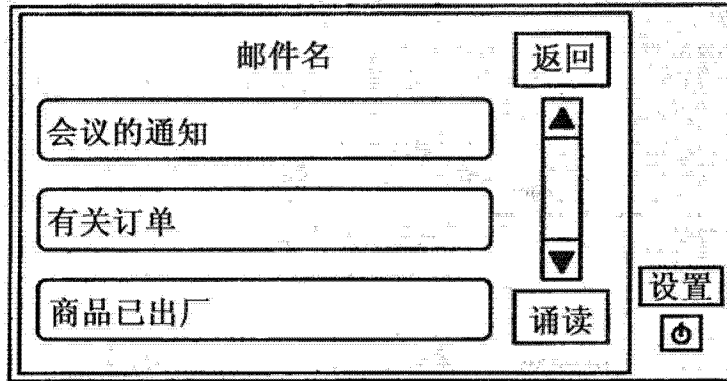 邮件名
返回
会议的通知
有关订单
商品已出厂
诵读
设置